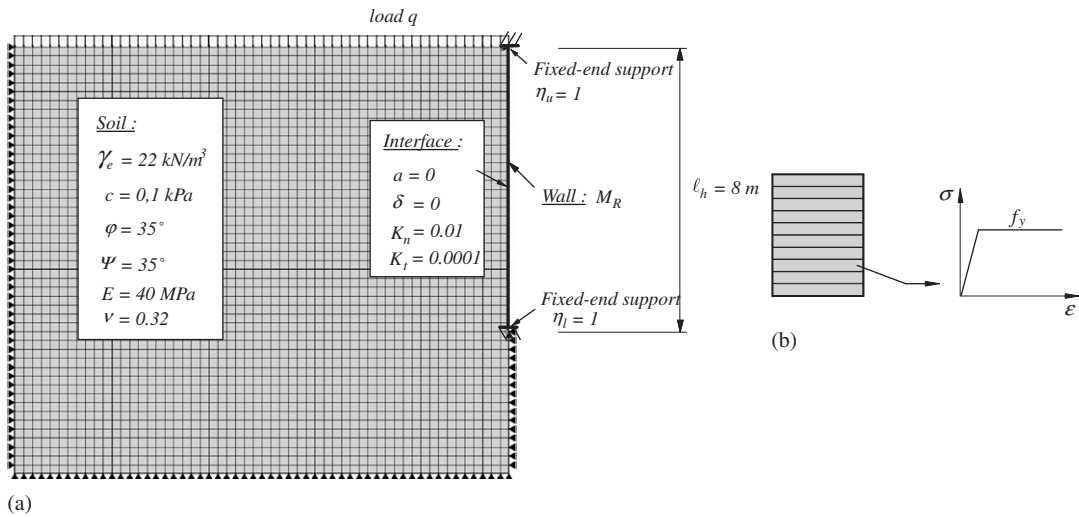 load q
Fixed-end support
η_u = 1
Soil :
γ_e = 22 kN/m³
c = 0,1 kPa
φ = 35°
Ψ = 35°
E = 40 MPa
ν = 0.32
Interface :
a = 0
δ = 0
K_n = 0.01
K_t = 0.0001
Wall : M_R
ℓ_h = 8 m
Fixed-end support
η_l = 1
σ
f_y
ε
(b)
(a)